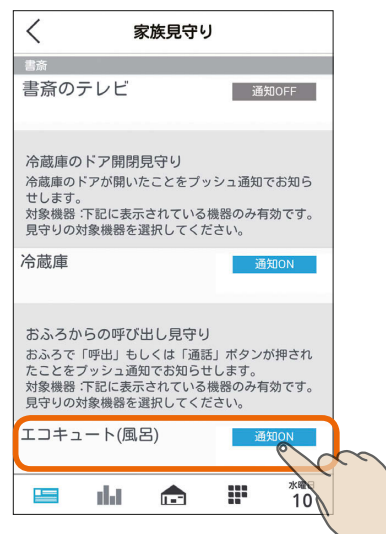 家族見守り
書斎
書斎のテレビ
通知OFF
冷蔵庫のドア開閉見守り
冷蔵庫のドアが開いたことをプッシュ通知でお知ら
せします。
対象機器:下記に表示されている機器のみ有効です。
見守りの対象機器を選択してください。
冷蔵庫
通知ON
おふろからの呼び出し見守り
おふろで「呼出」もしくは「通話」ボタンが押され
たことをプッシュ通知でお知らせします。
対象機器:下記に表示されている機器のみ有効です。
見守りの対象機器を選択してください。
エコキュート(風呂)
通知ON
水曜日
10